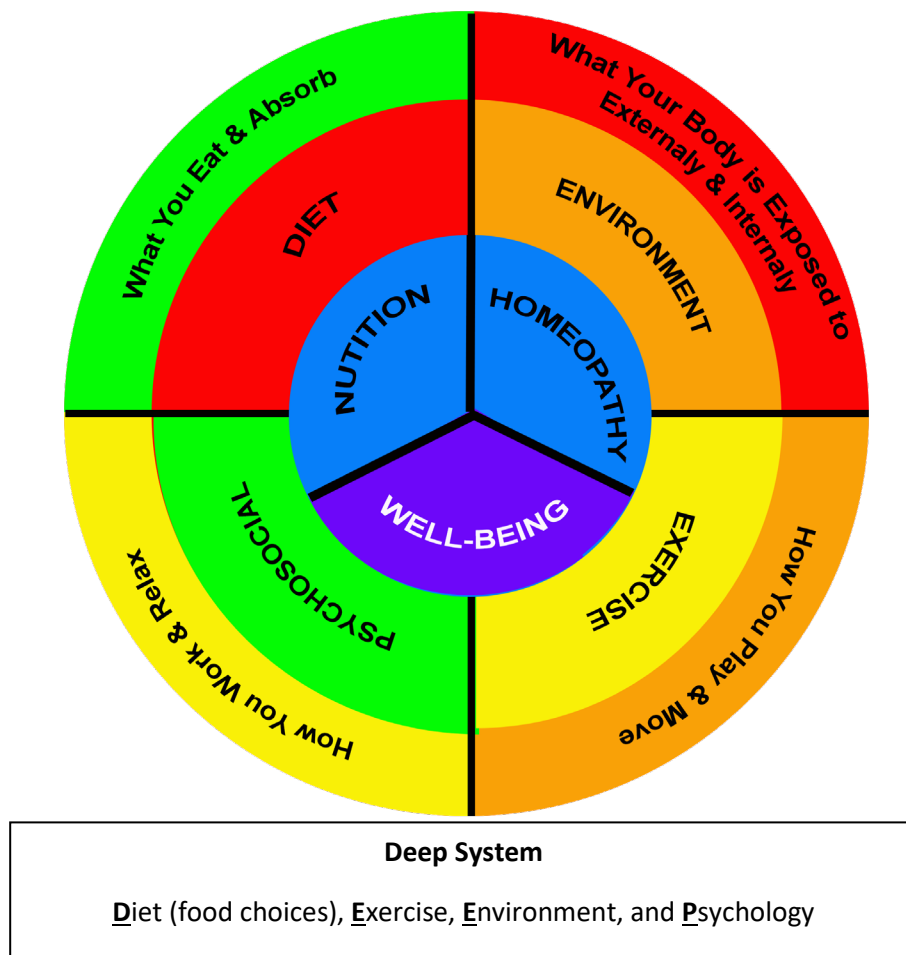 What You Eat & Absorb
What Your Body is Exposed to
Externaly & Internaly
DIET
ENVIRONMENT
NUTITION
HOMEOPATHY
WELL-BEING
PSYCHOSOCIAL
EXERCISE
How You Work & Relax
How You Play & Move
Deep System
Diet (food choices), Exercise, Environment, and Psychology